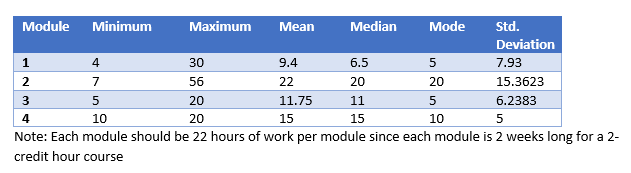 Module Minimum Maximum Mean Median Mode Std. Deviation
1 4 30 9.4 6.5 5 7.93
2 7 56 22 20 20 15.3623
3 5 20 11.75 11 5 6.2383
4 10 20 15 15 10 5
Note: Each module should be 22 hours of work per module since each module is 2 weeks long for a 2-
credit hour course